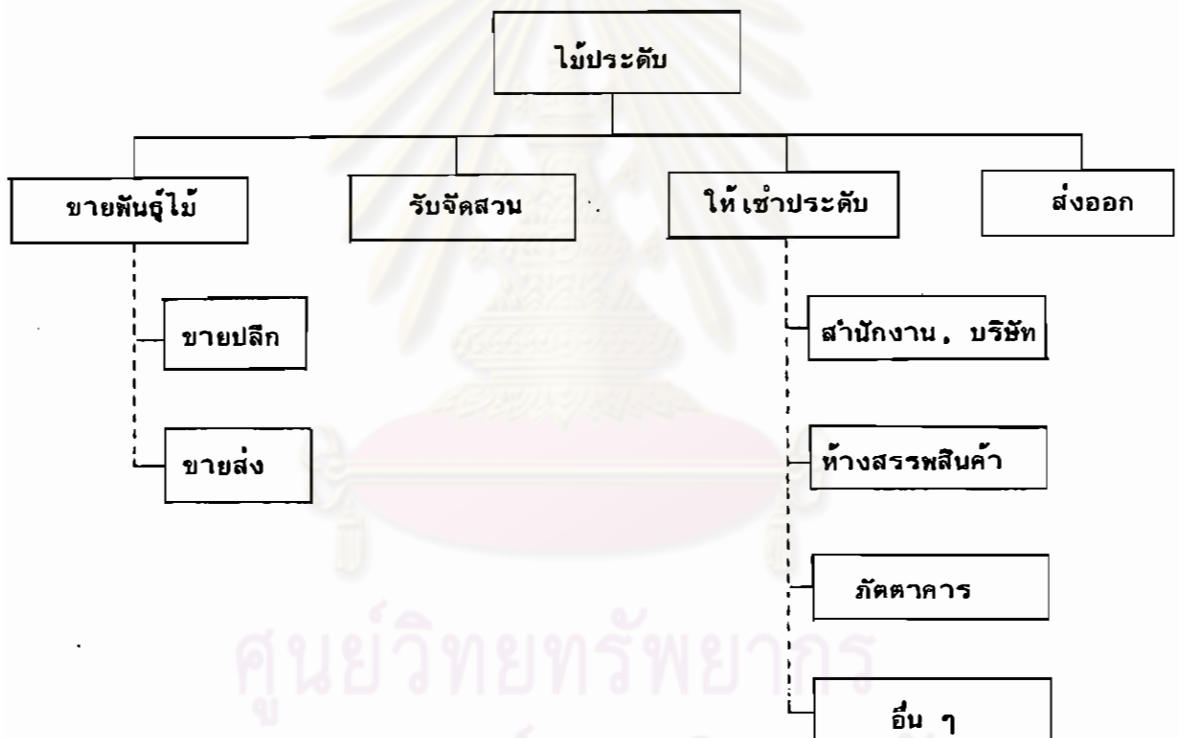 ไม้ประดับ
ขายพันธุ์ไม้
รับจัดสวน
ให้เช่าประดับ
ส่งออก
ขายปลีก
ขายส่ง
สำนักงาน, บริษัท
ห้างสรรพสินค้า
ภัตตาคาร
อื่น ๆ
ศูนย์วิทยทรัพยากร